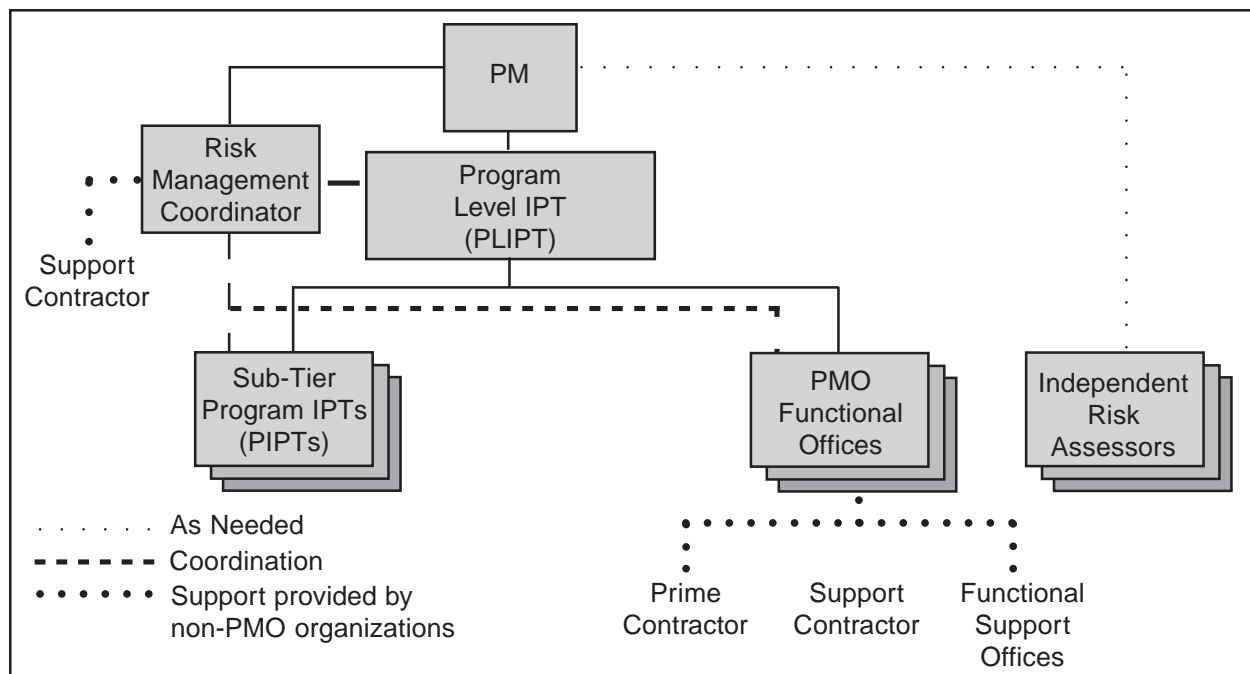 PM
Risk
Management
Coordinator
Program
Level IPT
(PLIPT)
Support
Contractor
Sub-Tier
Program IPTs
(PIPTs)
PMO
Functional
Offices
Independent
Risk
Assessors
As Needed
Coordination
Support provided by
non-PMO organizations
Prime
Contractor
Support
Contractor
Functional
Support
Offices